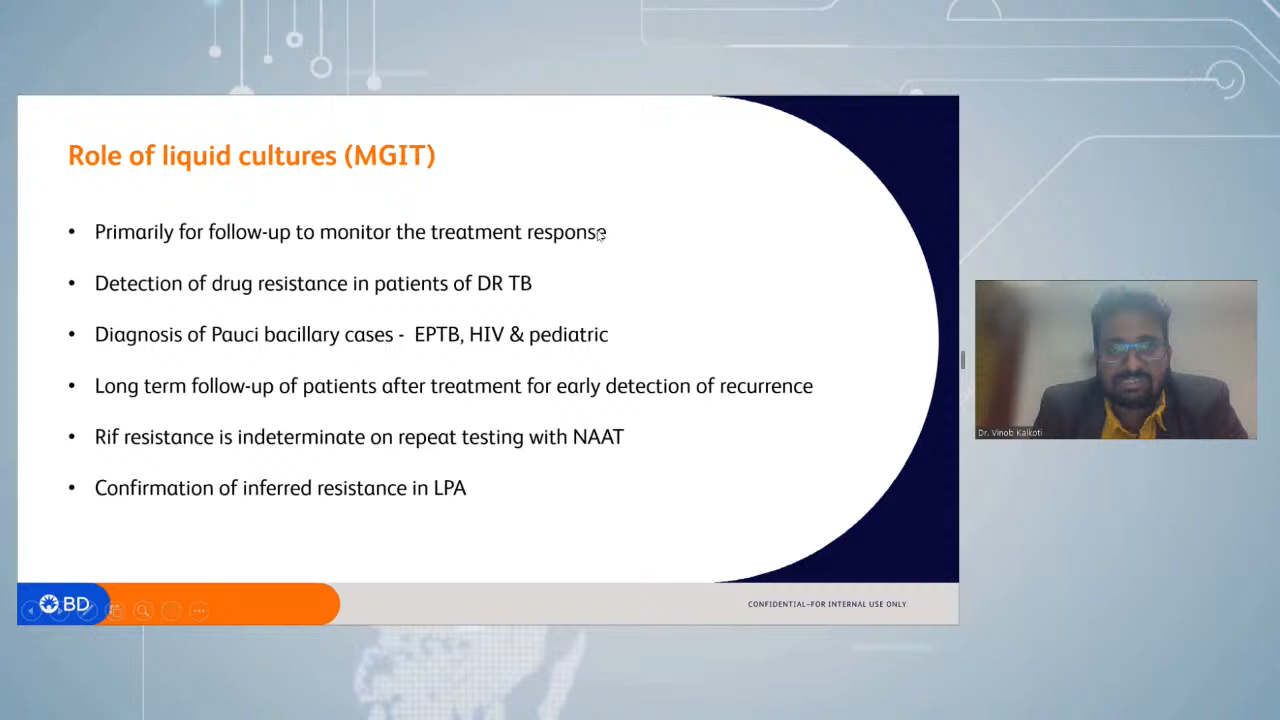 Role of liquid cultures (MGIT)
• Primarily for follow-up to monitor the treatment response
• Detection of drug resistance in patients of DR TB
• Diagnosis of Pauci bacillary cases - EPTB, HIV & pediatric
• Long term follow-up of patients after treatment for early detection of recurrence
• Rif resistance is indeterminate on repeat testing with NAAT
• Confirmation of inferred resistance in LPA
BD
CONFIDENTIAL–FOR INTERNAL USE ONLY
Dr. Vinob Kalkoti